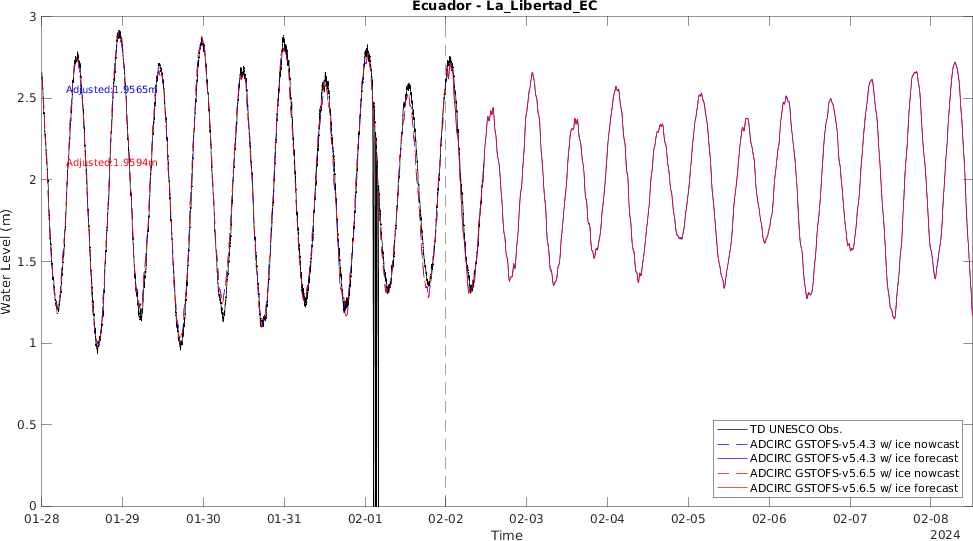 Ecuador - La_Libertad_EC
3
2.5
2
1.5
1
0.5
0
Water Level (m)
Adjusted:1.9565m
Adjusted:1.9594m
TD UNESCO Obs.
ADCIRC GSTOFS-v5.4.3 w/ ice nowcast
ADCIRC GSTOFS-v5.4.3 w/ ice forecast
ADCIRC GSTOFS-v5.6.5 w/ ice nowcast
ADCIRC GSTOFS-v5.6.5 w/ ice forecast
01-28 01-29 01-30 01-31 02-01 02-02 02-03 02-04 02-05 02-06 02-07 02-08
Time
2024